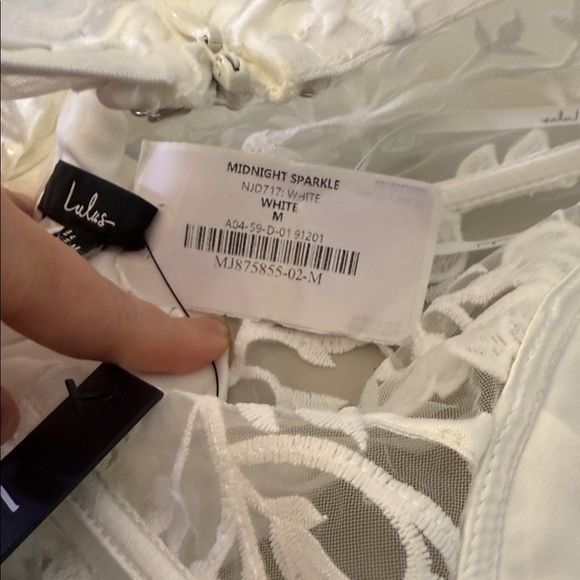 MIDNIGHT SPARKLE
NJD717: WHITE
WHITE
M
A04-59-D-01 91201
MJ875855-02-M
Lulus